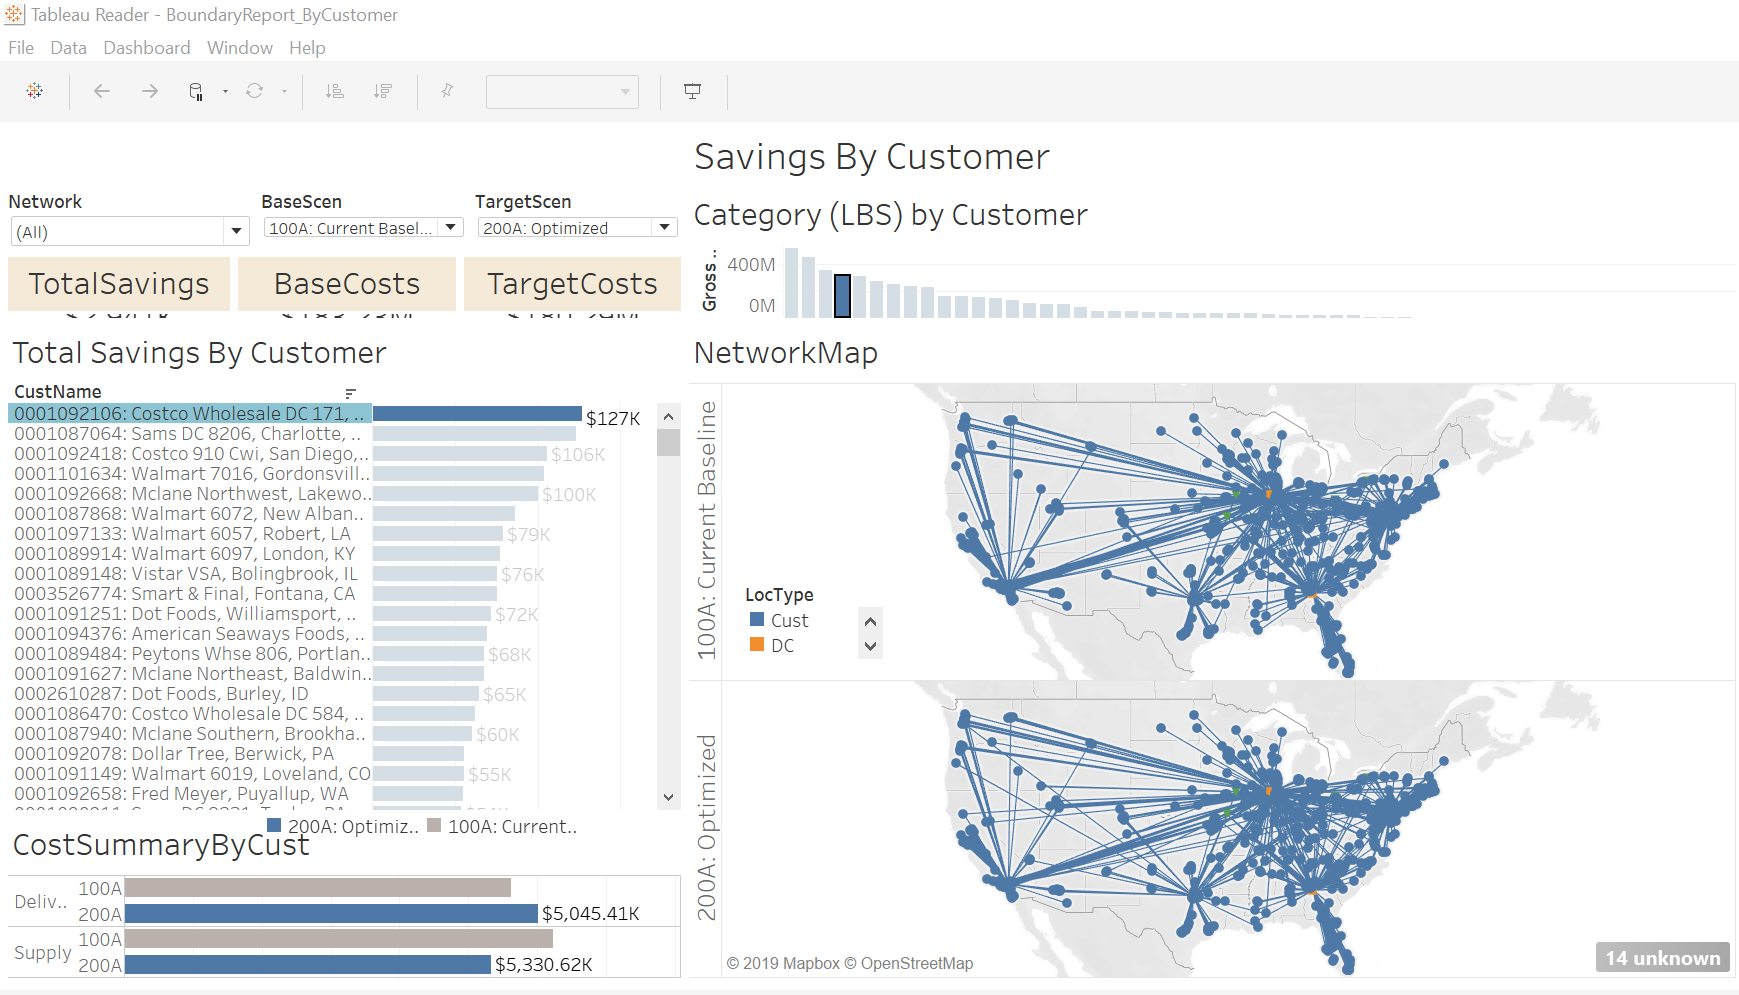 Tableau Reader - BoundaryReport_ByCustomer
File Data Dashboard Window Help
Savings By Customer
Network
(All)
BaseScen
100A: Current Basel...
TargetScen
200A: Optimized
TotalSavings
BaseCosts
TargetCosts
Category (LBS) by Customer
Gross ..
400M
0M
Total Savings By Customer
CustName
0001092106: Costco Wholesale DC 171, .. $127K
0001087064: Sams DC 8206, Charlotte, ..
0001092418: Costco 910 Cwi, San Diego,.. $106K
0001101634: Walmart 7016, Gordonsvill..
0001092668: Mclane Northwest, Lakewo.. $100K
0001087868: Walmart 6072, New Alban..
0001097133: Walmart 6057, Robert, LA $79K
0001089914: Walmart 6097, London, KY
0001089148: Vistar VSA, Bolingbrook, IL $76K
0003526774: Smart & Final, Fontana, CA
0001091251: Dot Foods, Williamsport, .. $72K
0001094376: American Seaways Foods, ..
0001089484: Peytons Whse 806, Portlan.. $68K
0001091627: Mclane Northeast, Baldwin..
0002610287: Dot Foods, Burley, ID $65K
0001086470: Costco Wholesale DC 584, ..
0001087940: Mclane Southern, Brookha.. $60K
0001092078: Dollar Tree, Berwick, PA
0001091149: Walmart 6019, Loveland, CO $55K
0001092658: Fred Meyer, Puyallup, WA
200A: Optimiz.. 100A: Current..
CostSummaryByCust
Deliv..
100A
200A $5,045.41K
Supply
100A
200A $5,330.62K
NetworkMap
100A: Current Baseline
LocType
Cust
DC
200A: Optimized
© 2019 Mapbox © OpenStreetMap
14 unknown